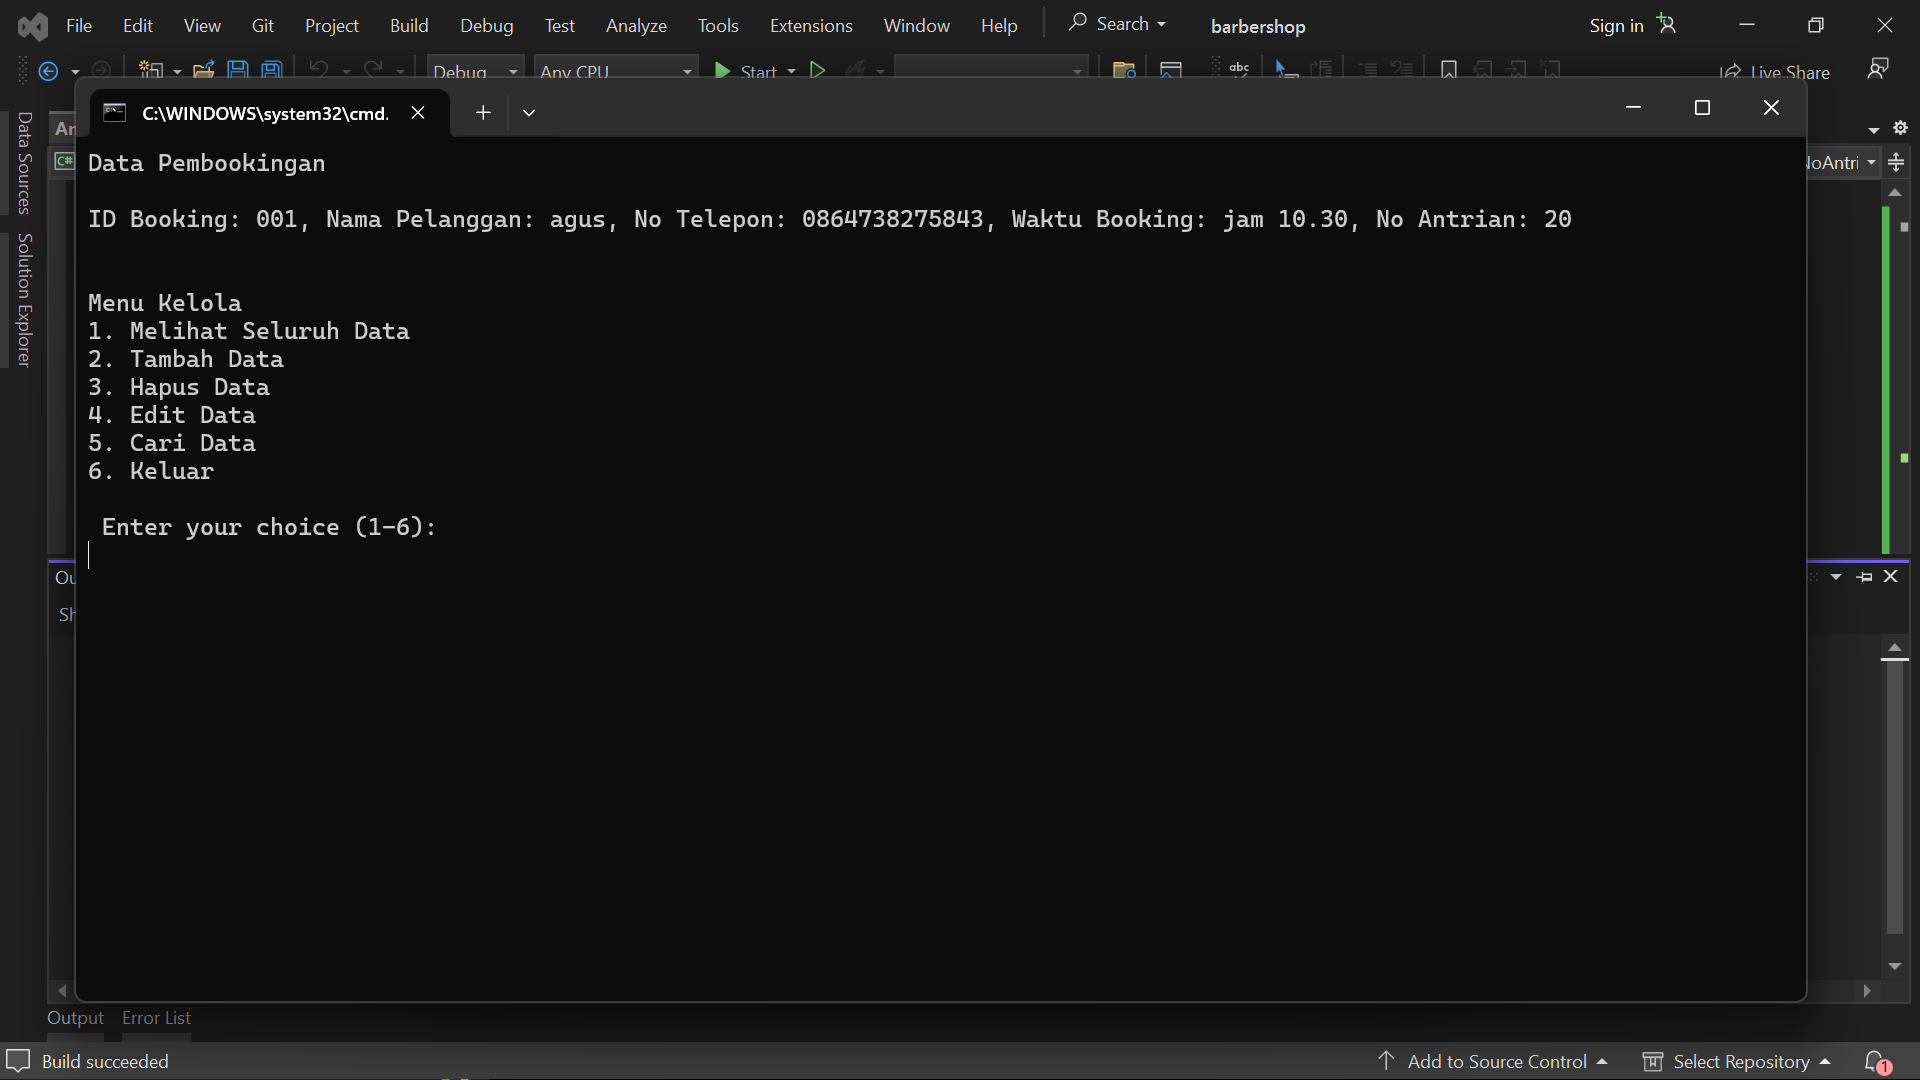 File Edit View Git Project Build Debug Test Analyze Tools Extensions Window Help Search barbershop Sign in
Debug Any CPU Start abc Live Share
C:\WINDOWS\system32\cmd.
Data Sources
Solution Explorer
C#
Data Pembookingan
ID Booking: 001, Nama Pelanggan: agus, No Telepon: 0864738275843, Waktu Booking: jam 10.30, No Antrian: 20
Menu Kelola
1. Melihat Seluruh Data
2. Tambah Data
3. Hapus Data
4. Edit Data
5. Cari Data
6. Keluar
Enter your choice (1-6):
Output Error List
Build succeeded Add to Source Control Select Repository 1